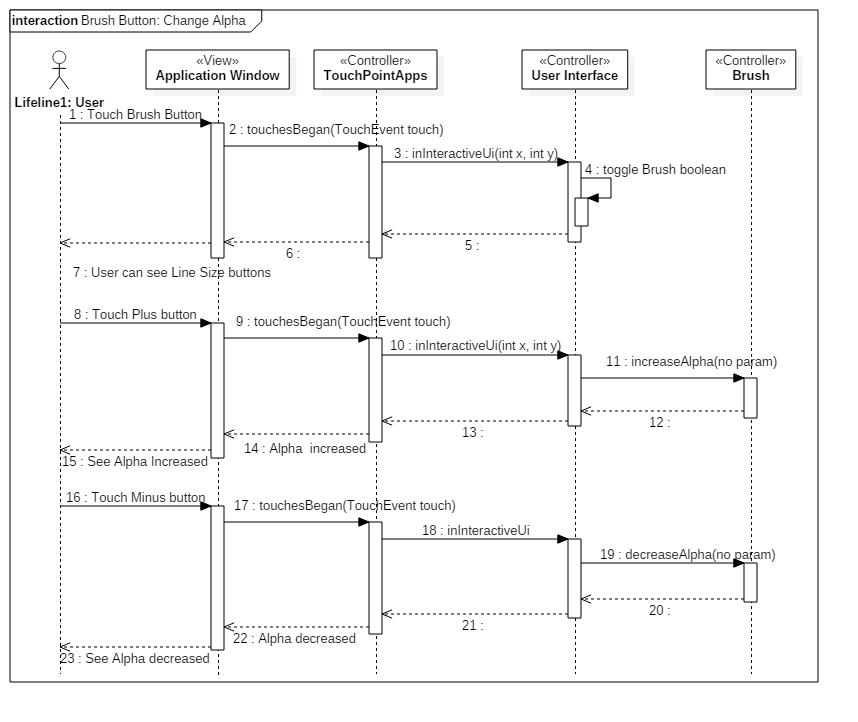 interaction Brush Button: Change Alpha
«View»
Application Window
«Controller»
TouchPointApps
«Controller»
User Interface
«Controller»
Brush
Lifeline1: User
1 : Touch Brush Button
2 : touchesBegan(TouchEvent touch)
3 : inInteractiveUi(int x, int y)
4 : toggle Brush boolean
5 :
6 :
7 : User can see Line Size buttons
8 : Touch Plus button
9 : touchesBegan(TouchEvent touch)
10 : inInteractiveUi(int x, int y)
11 : increaseAlpha(no param)
12 :
13 :
14 : Alpha  increased
15 : See Alpha Increased
16 : Touch Minus button
17 : touchesBegan(TouchEvent touch)
18 : inInteractiveUi
19 : decreaseAlpha(no param)
20 :
21 :
22 : Alpha decreased
23 : See Alpha decreased